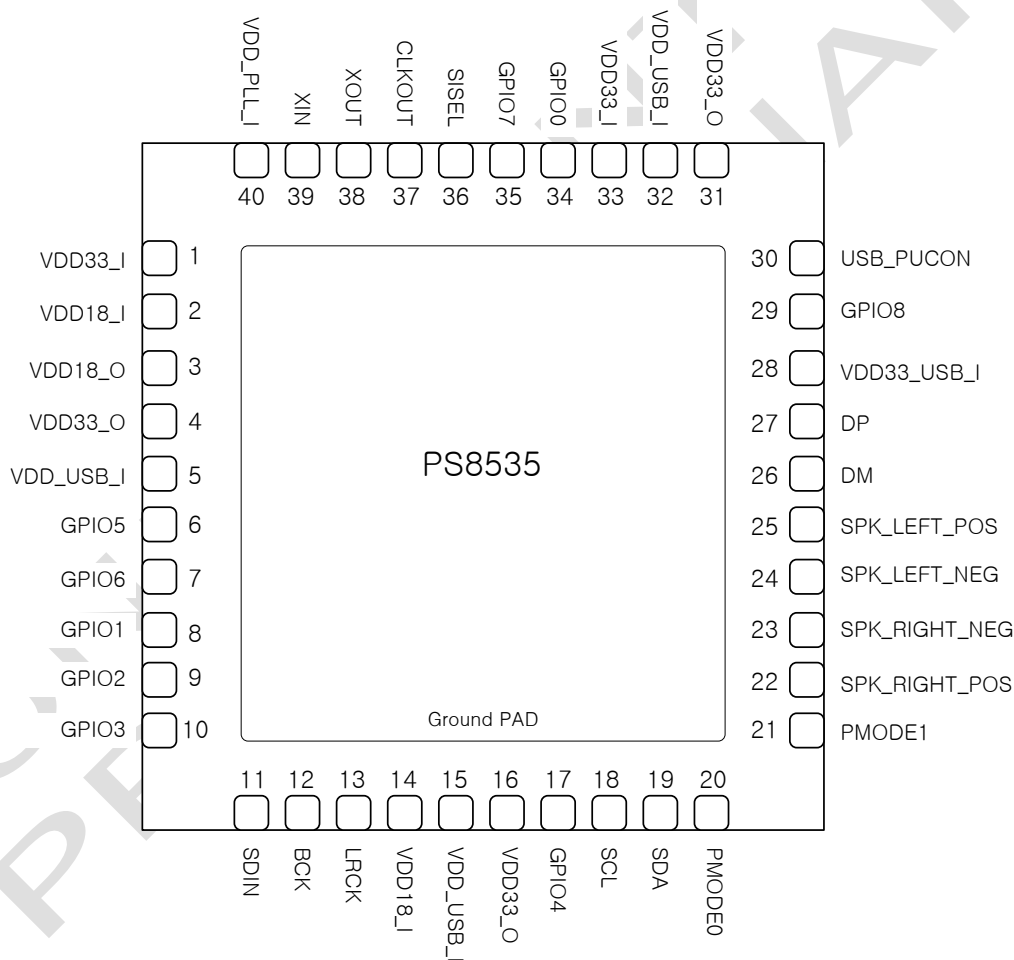 VDD_PLL_I
XIN
XOUT
CLKOUT
SISEL
GPIO7
GPIO0
VDD33_I
VDD_USB_I
VDD33_O
40 39 38 37 36 35 34 33 32 31
VDD33_I 1
VDD18_I 2
VDD18_O 3
VDD33_O 4
VDD_USB_I 5
GPIO5 6
GPIO6 7
GPIO1 8
GPIO2 9
GPIO3 10
PS8535
Ground PAD
30 USB_PUCON
29 GPIO8
28 VDD33_USB_I
27 DP
26 DM
25 SPK_LEFT_POS
24 SPK_LEFT_NEG
23 SPK_RIGHT_NEG
22 SPK_RIGHT_POS
21 PMODE1
11 12 13 14 15 16 17 18 19 20
SDIN
BCK
LRCK
VDD18_I
VDD_USB_I
VDD33_O
GPIO4
SCL
SDA
PMODE0